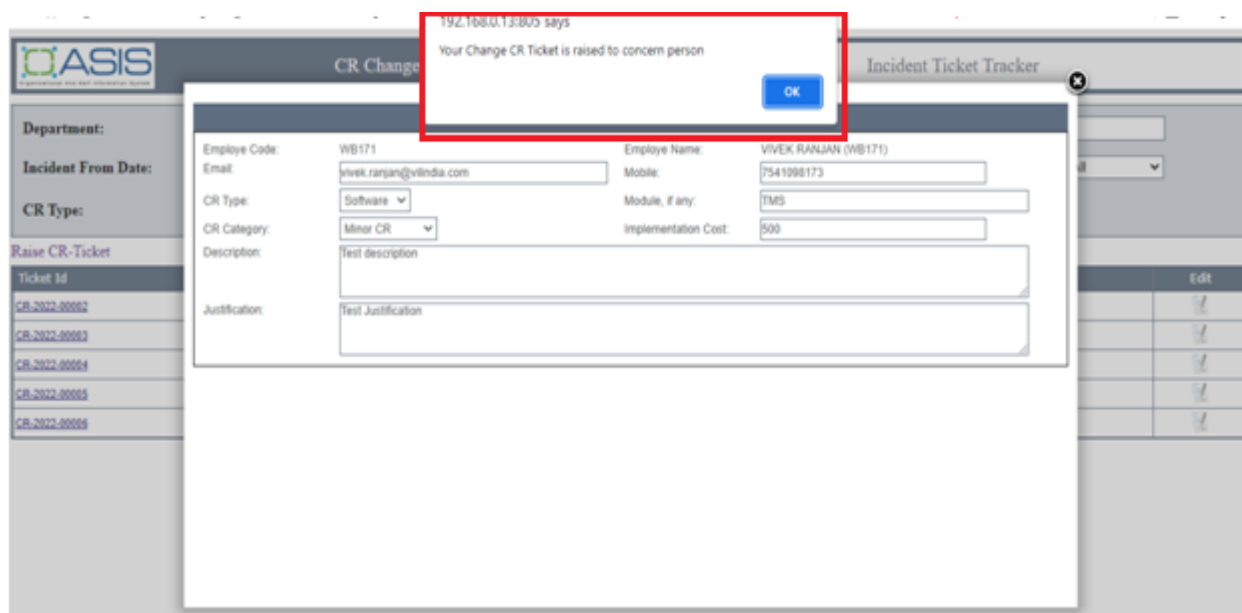 192.168.0.13:805 says
Your Change CR Ticket is raised to concern person
OK
OASIS
CR Change
Incident Ticket Tracker
Department:
Incident From Date:
CR Type:
Employe Code: WB171 Employe Name: VIVEK RANJAN (WB171)
Email: vivek.ranjan@vilindia.com Mobile: 7541098173
CR Type: Software Module, if any: TMS
CR Category: Minor CR Implementation Cost: 500
Description: Test description
Justification: Test Justification
Raise CR-Ticket
Ticket Id Edit
CR-2022-00002
CR-2022-00003
CR-2022-00004
CR-2022-00005
CR-2022-00006